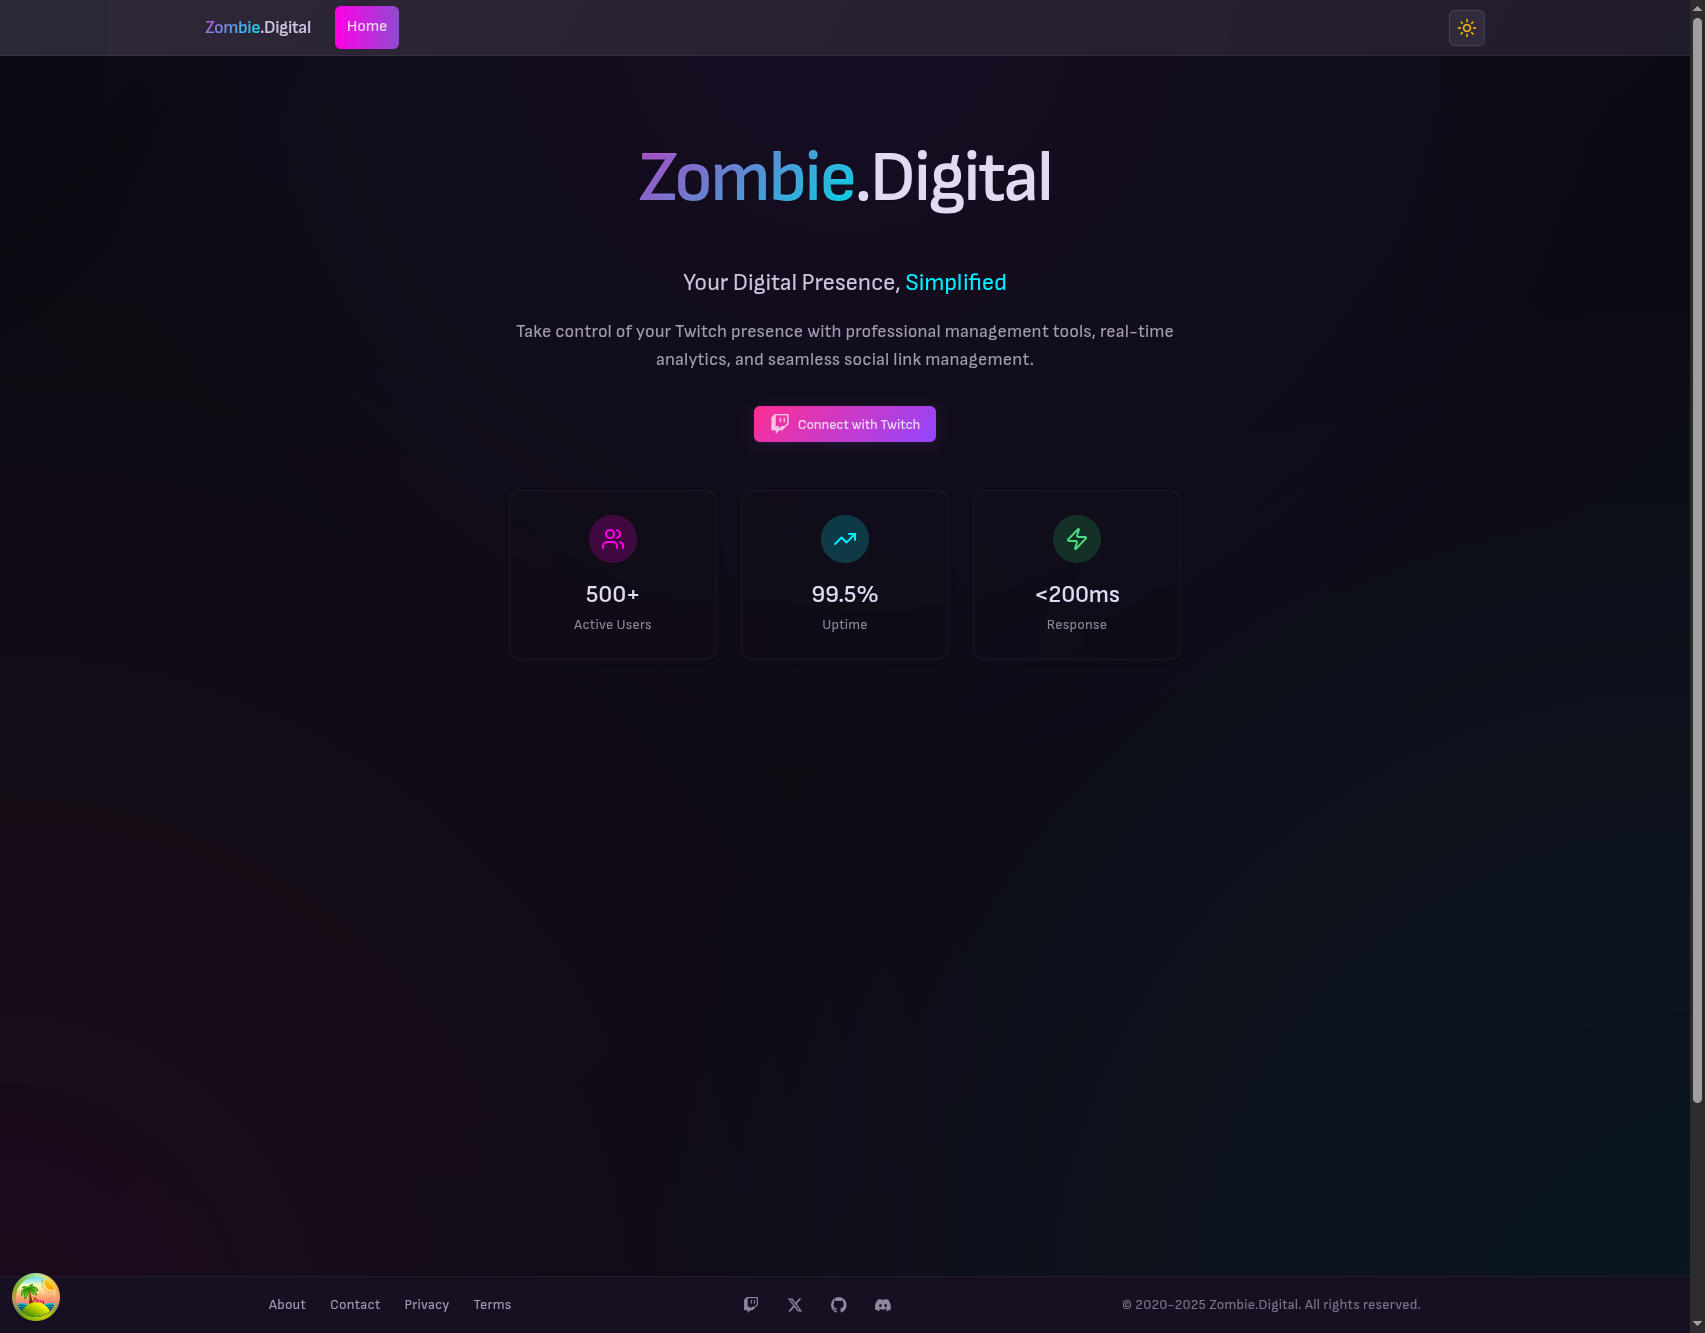 Zombie.Digital
Home
Zombie.Digital
Your Digital Presence, Simplified
Take control of your Twitch presence with professional management tools, real-time
analytics, and seamless social link management.
Connect with Twitch
500+
Active Users
99.5%
Uptime
<200ms
Response
About
Contact
Privacy
Terms
© 2020-2025 Zombie.Digital. All rights reserved.